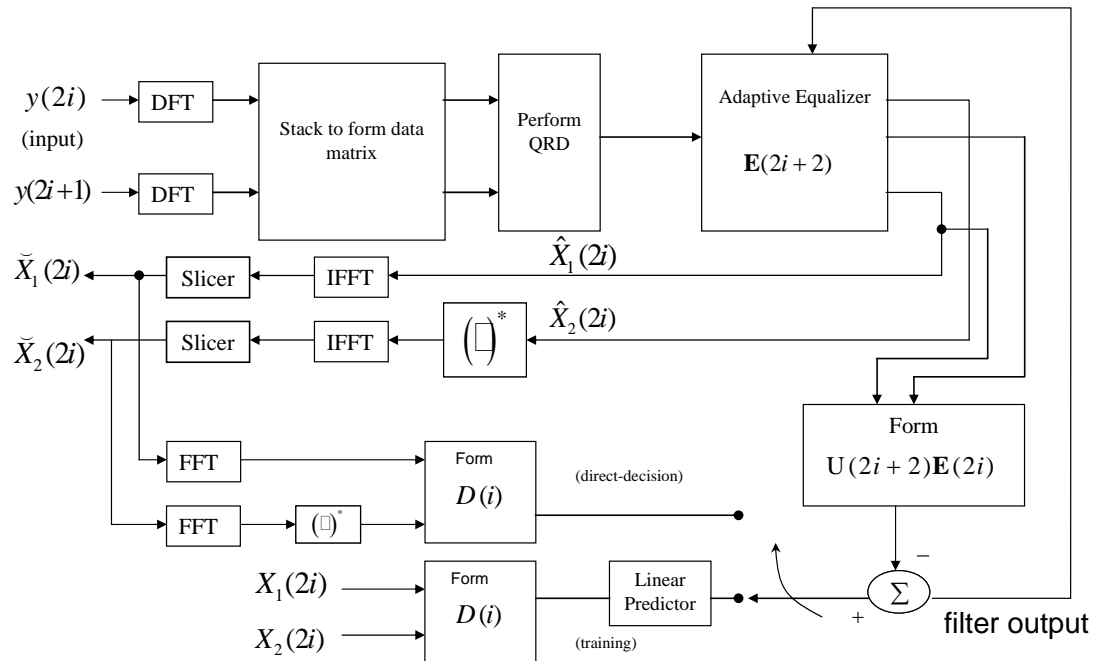 y(2i)
(input)
y(2i+1)
DFT
DFT
Stack to form data
matrix
Perform
QRD
Adaptive Equalizer
E(2i + 2)
X̆₁(2i)
Slicer
IFFT
X̂₁(2i)
X̆₂(2i)
Slicer
IFFT
(□)*
X̂₂(2i)
Form
U(2i + 2)E(2i)
FFT
FFT
(□)*
Form
D(i)
(direct-decision)
X₁(2i)
X₂(2i)
Form
D(i)
Linear
Predictor
(training)
−
+
Σ
filter output